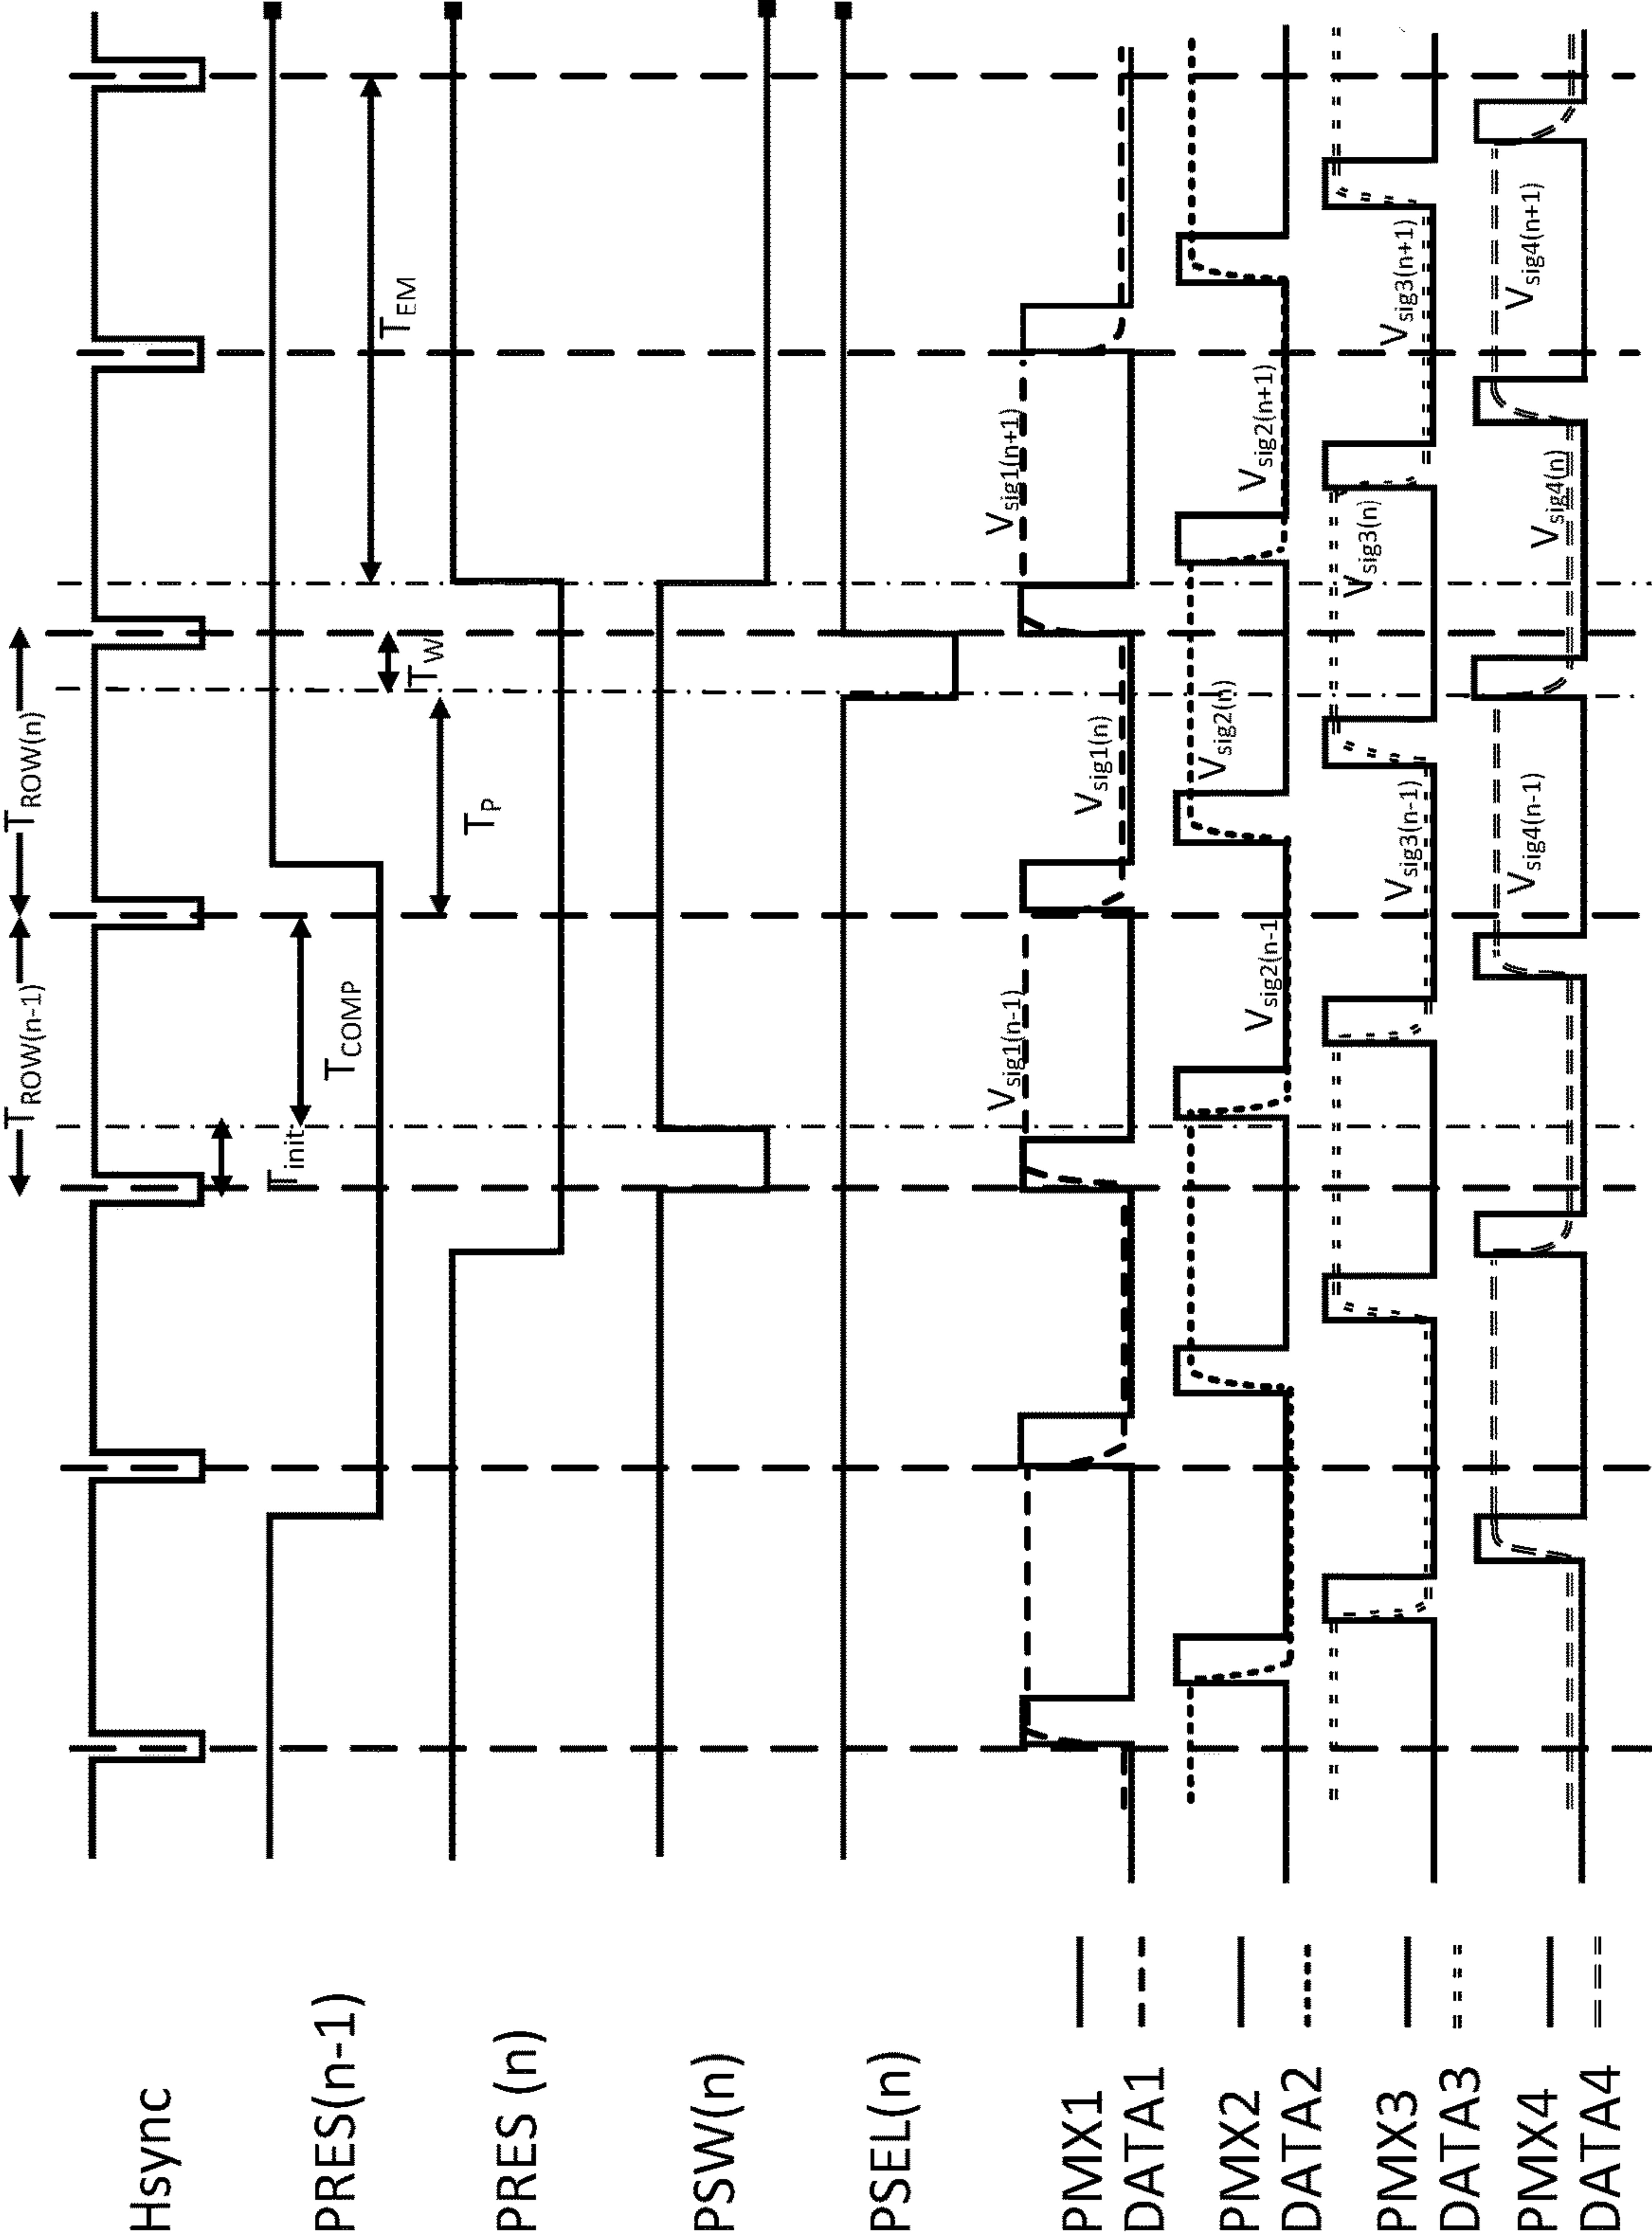 T_ROW(n-1)
T_ROW(n)
Hsync
T_init
T_COMP
T_P
T_W
T_EM
PRES(n-1)
PRES (n)
PSW(n)
PSEL(n)
V_sig1(n-1)
V_sig1(n)
V_sig1(n+1)
PMX1
DATA1
V_sig2(n-1
V_sig2(n)
V_sig2(n+1)
PMX2
DATA2
V_sig3(n-1)
V_sig3(n)
V_sig3(n+1)
PMX3
DATA3
V_sig4(n-1)
V_sig4(n)
V_sig4(n+1)
PMX4
DATA4